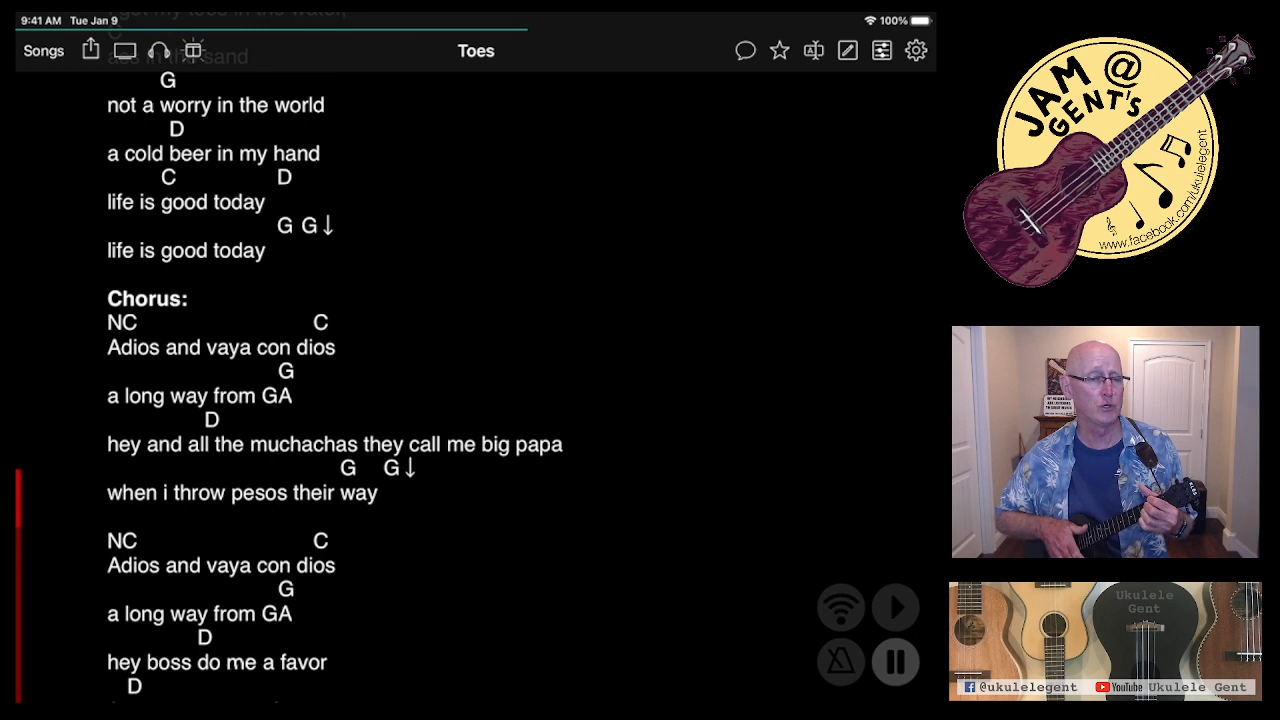 9:41 AM Tue Jan 9
100%
Songs
Toes
ass in the sand
G
not a worry in the world
D
a cold beer in my hand
C D
life is good today
G G↓
life is good today
Chorus:
NC C
Adios and vaya con dios
G
a long way from GA
D
hey and all the muchachas they call me big papa
G G↓
when i throw pesos their way
NC C
Adios and vaya con dios
G
a long way from GA
D
hey boss do me a favor
D
JAM @
GENT'S
www.facebook.com/ukulelegent
Ukulele
Gent
@ukulelegent YouTube Ukulele Gent